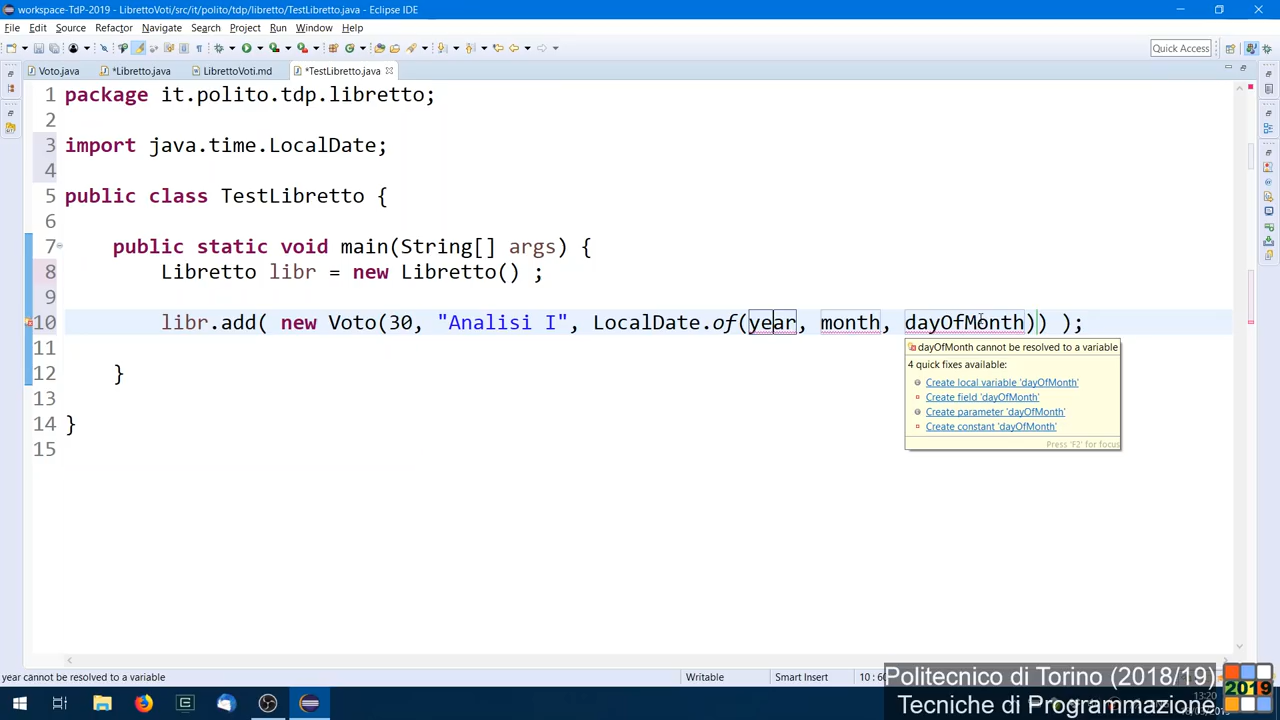 workspace-TdP-2019 - LibrettoVoti/src/it/polito/tdp/libretto/TestLibretto.java - Eclipse IDE
File Edit Source Refactor Navigate Search Project Run Window Help
Quick Access
Voto.java *Libretto.java LibrettoVoti.md *TestLibretto.java
1 package it.polito.tdp.libretto;
2
3 import java.time.LocalDate;
4
5 public class TestLibretto {
6
7 public static void main(String[] args) {
8 Libretto libr = new Libretto() ;
9
10 libr.add( new Voto(30, "Analisi I", LocalDate.of(year, month, dayOfMonth)) );
11
12 }
13
14 }
15
dayOfMonth cannot be resolved to a variable
4 quick fixes available:
Create local variable 'dayOfMonth'
Create field 'dayOfMonth'
Create parameter 'dayOfMonth'
Create constant 'dayOfMonth'
Press 'F2' for focus
year cannot be resolved to a variable Writable Smart Insert
Politecnico di Torino (2018/19)
Tecniche di Programmazione
2019
13:20